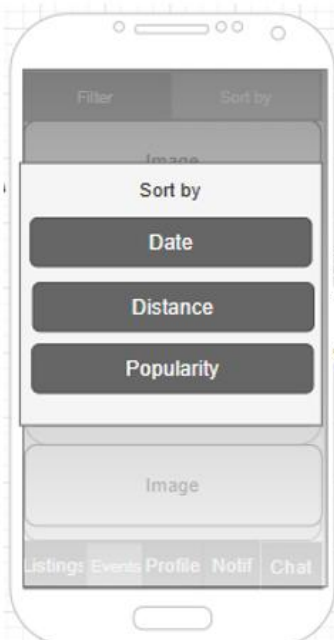 Filter Sort by
Image
Sort by
Date
Distance
Popularity
Image
Listings Events Profile Notif Chat